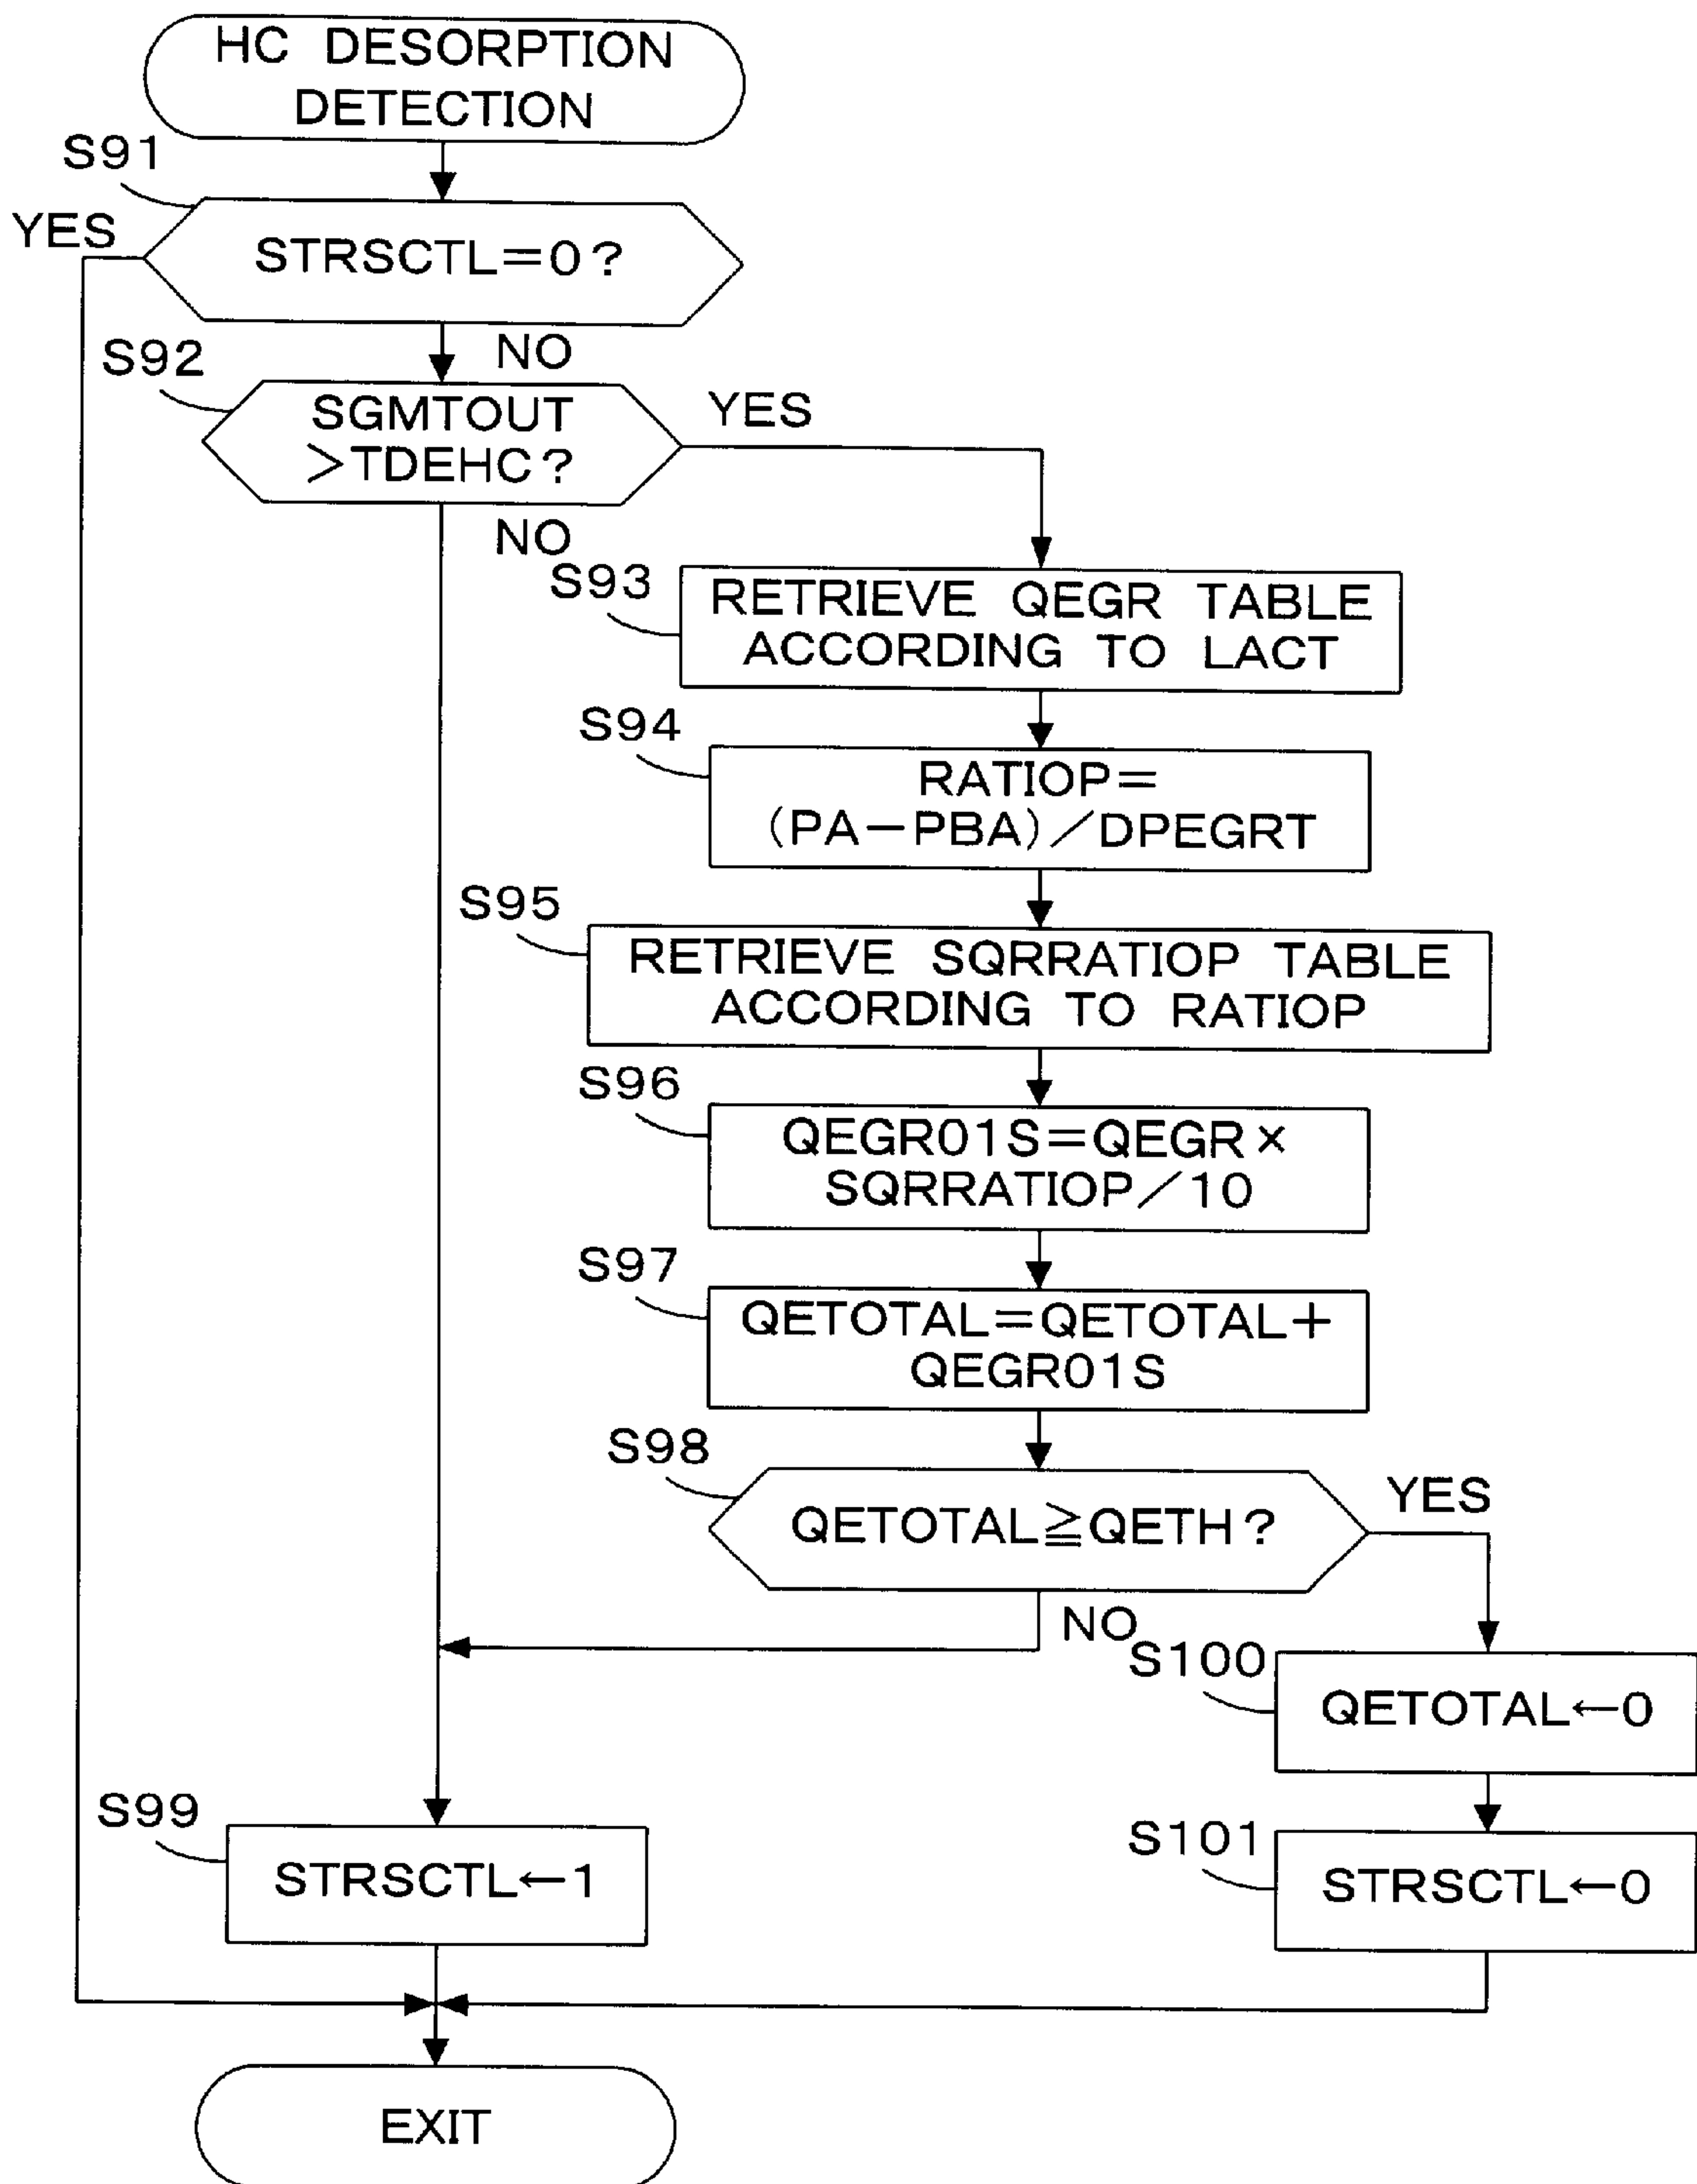 HC DESORPTION
DETECTION
S91
YES
STRSCTL=0?
NO
S92
SGMTOUT
>TDEHC?
YES
NO
S93
RETRIEVE QEGR TABLE
ACCORDING TO LACT
S94
RATIOP=
(PA-PBA)/DPEGRT
S95
RETRIEVE SQRRATIOP TABLE
ACCORDING TO RATIOP
S96
QEGR01S=QEGR×
SQRRATIOP/10
S97
QETOTAL=QETOTAL+
QEGR01S
S98
QETOTAL≧QETH?
YES
NO
S100
QETOTAL←0
S99
STRSCTL←1
S101
STRSCTL←0
EXIT